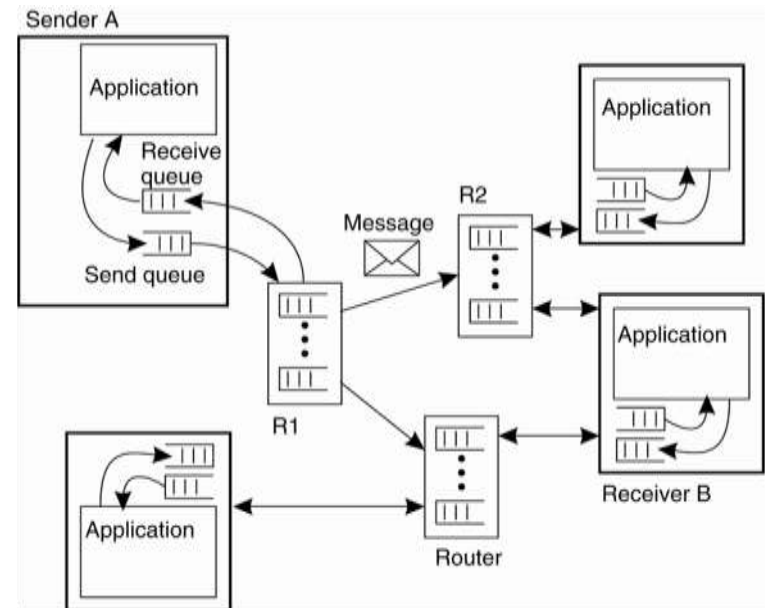 Sender A
Application
Receive
queue
Send queue
R1
Message
R2
Application
Application
Receiver B
Router
Application